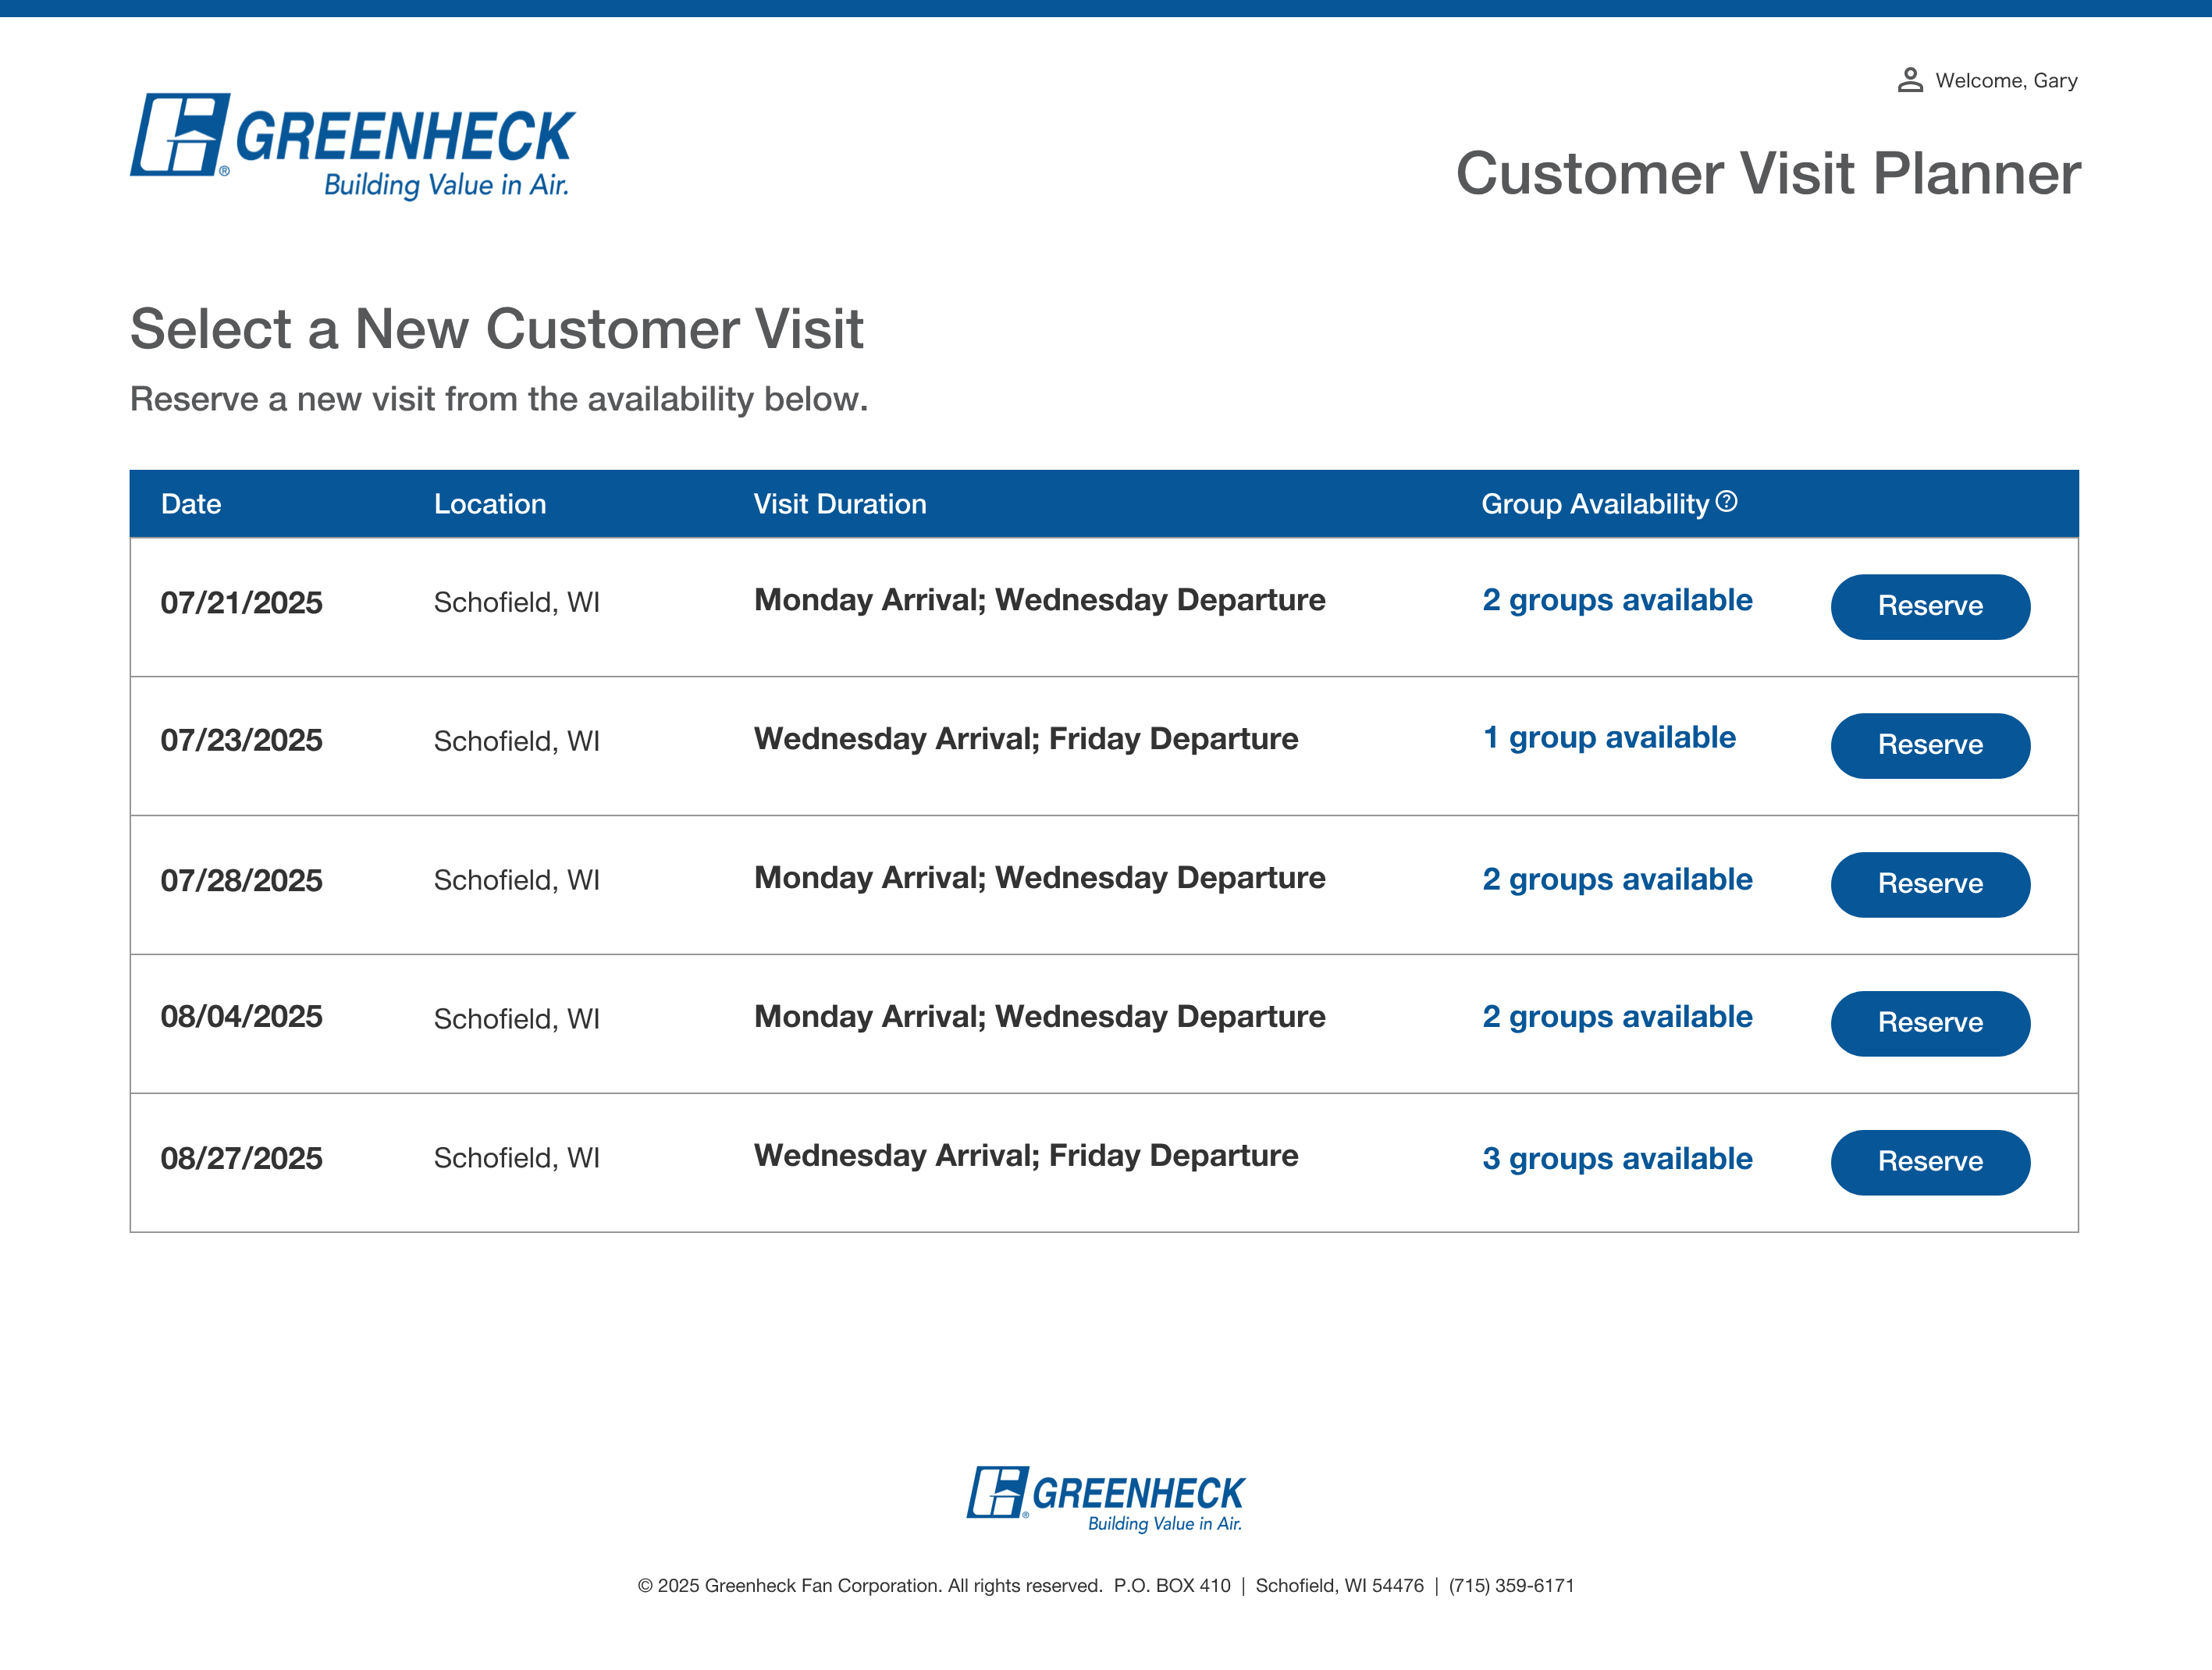 Welcome, Gary
GREENHECK
®
Building Value in Air.
Customer Visit Planner
Select a New Customer Visit
Reserve a new visit from the availability below.
Date Location Visit Duration Group Availability ?
07/21/2025 Schofield, WI Monday Arrival; Wednesday Departure 2 groups available Reserve
07/23/2025 Schofield, WI Wednesday Arrival; Friday Departure 1 group available Reserve
07/28/2025 Schofield, WI Monday Arrival; Wednesday Departure 2 groups available Reserve
08/04/2025 Schofield, WI Monday Arrival; Wednesday Departure 2 groups available Reserve
08/27/2025 Schofield, WI Wednesday Arrival; Friday Departure 3 groups available Reserve
GREENHECK
®
Building Value in Air.
© 2025 Greenheck Fan Corporation. All rights reserved. P.O. BOX 410 | Schofield, WI 54476 | (715) 359-6171